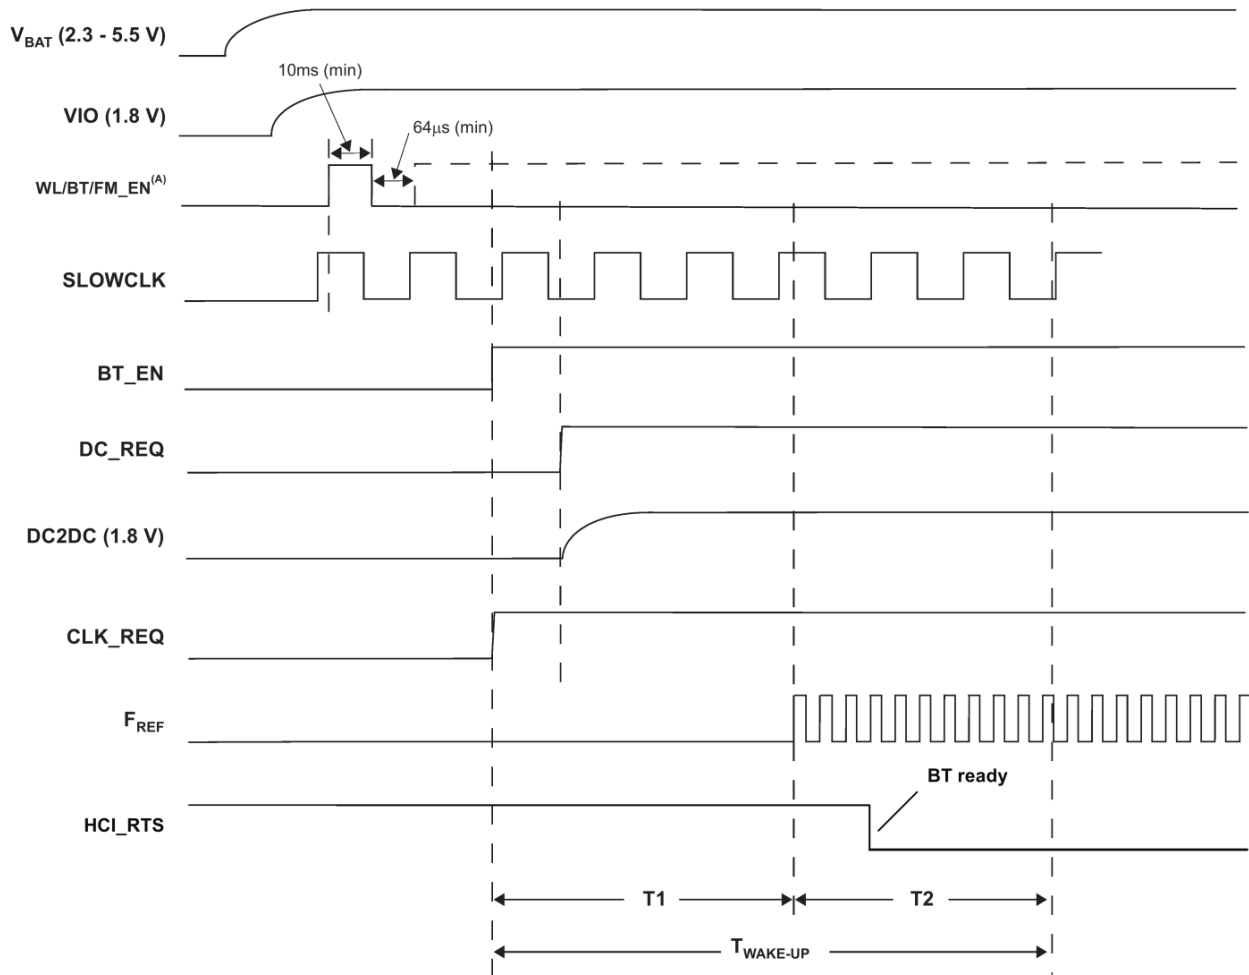 V_BAT (2.3 - 5.5 V)
10ms (min)
VIO (1.8 V)
64µs (min)
WL/BT/FM_EN(A)
SLOWCLK
BT_EN
DC_REQ
DC2DC (1.8 V)
CLK_REQ
F_REF
BT ready
HCI_RTS
T1
T2
T_WAKE-UP